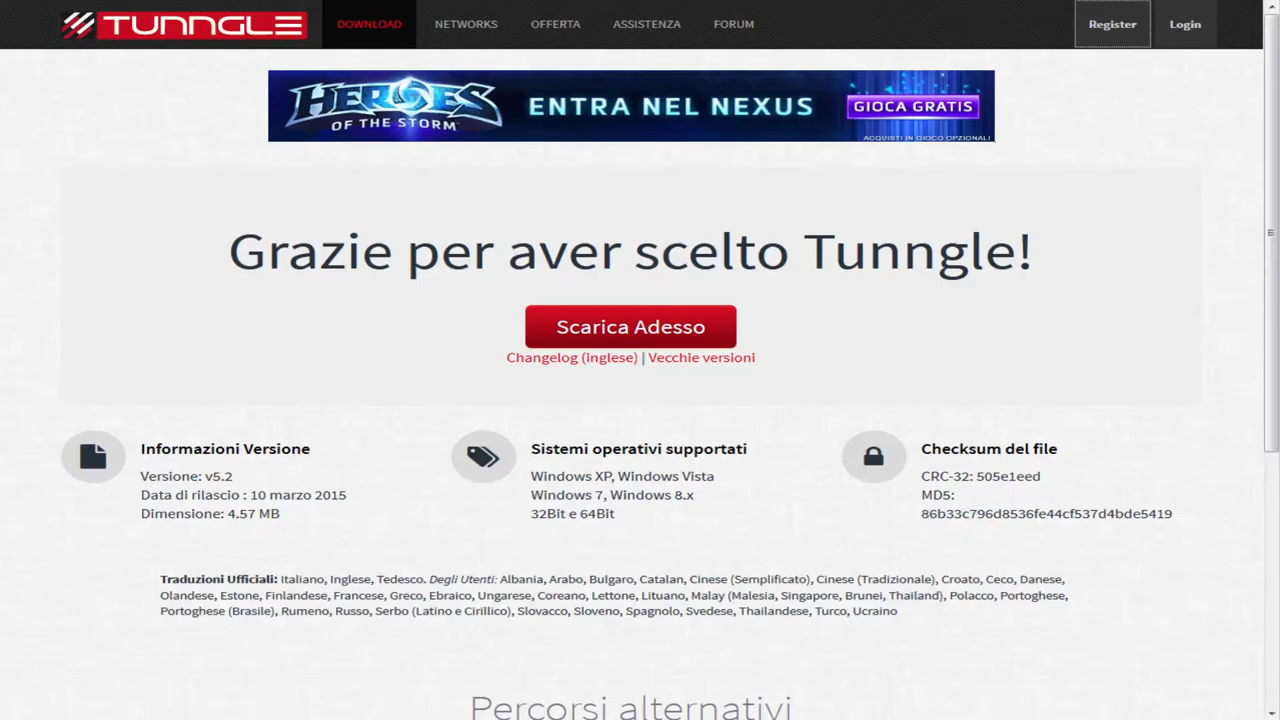 TUNNGLE
DOWNLOAD NETWORKS OFFERTA ASSISTENZA FORUM Register Login
HEROES OF THE STORM ENTRA NEL NEXUS GIOCA GRATIS
ACQUISTI IN GIOCO OPZIONALI
Grazie per aver scelto Tunngle!
Scarica Adesso
Changelog (inglese) | Vecchie versioni
Informazioni Versione
Versione: v5.2
Data di rilascio : 10 marzo 2015
Dimensione: 4.57 MB
Sistemi operativi supportati
Windows XP, Windows Vista
Windows 7, Windows 8.x
32Bit e 64Bit
Checksum del file
CRC-32: 505e1eed
MD5:
86b33c796d8536fe44cf537d4bde5419
Traduzioni Ufficiali: Italiano, Inglese, Tedesco. Degli Utenti: Albania, Arabo, Bulgaro, Catalan, Cinese (Semplificato), Cinese (Tradizionale), Croato, Ceco, Danese,
Olandese, Estone, Finlandese, Francese, Greco, Ebraico, Ungarese, Coreano, Lettone, Lituano, Malay (Malesia, Singapore, Brunei, Thailand), Polacco, Portoghese,
Portoghese (Brasile), Rumeno, Russo, Serbo (Latino e Cirillico), Slovacco, Sloveno, Spagnolo, Svedese, Thailandese, Turco, Ucraino
Percorsi alternativi